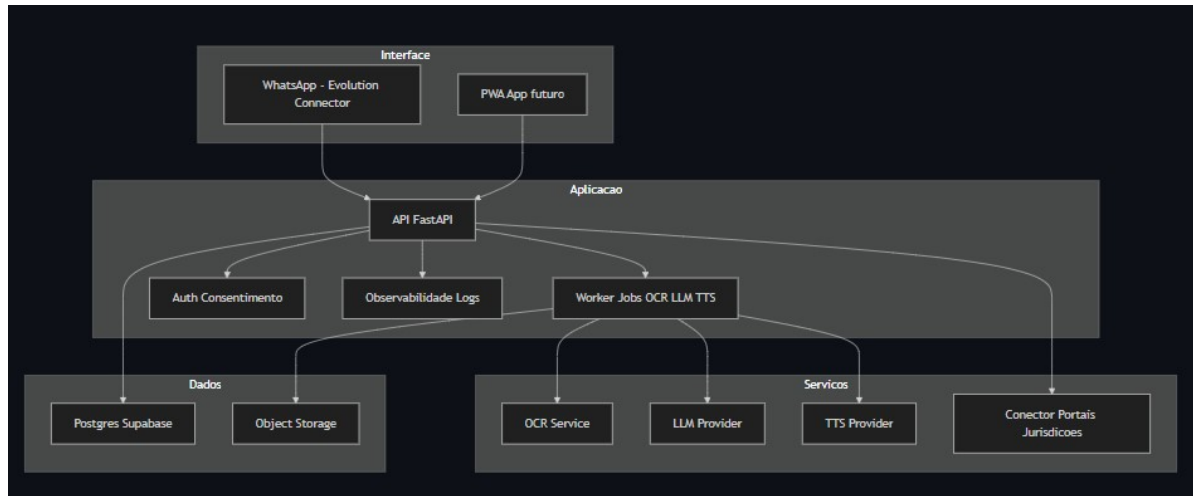 Interface
WhatsApp - Evolution
Connector
PWA App futuro
Aplicacao
API FastAPI
Auth Consentimento
Observabilidade Logs
Worker Jobs OCR LLM TTS
Dados
Postgres Supabase
Object Storage
Servicos
OCR Service
LLM Provider
TTS Provider
Conector Portais
Jurisdicoes